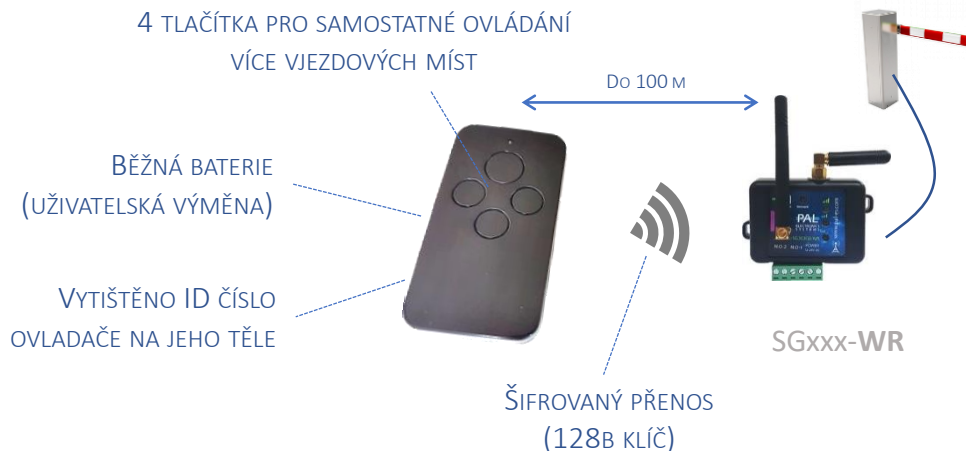 4 TLAČÍTKA PRO SAMOSTATNÉ OVLÁDÁNÍ
VÍCE VJEZDOVÝCH MÍST
DO 100 M
BĚŽNÁ BATERIE
(UŽIVATELSKÁ VÝMĚNA)
PAL
VYTIŠTĚNO ID ČÍSLO
OVLADAČE NA JEHO TĚLE
SGxxx-WR
ŠIFROVANÝ PŘENOS
(128B KLÍČ)